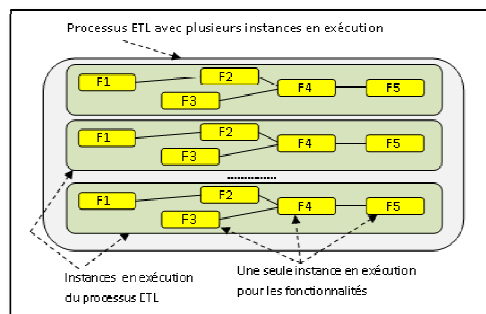 Processus ETL avec plusieurs instances en exécution
F1
F2
F3
F4
F5
F1
F2
F3
F4
F5
..............
F1
F2
F3
F4
F5
Instances en exécution
du processus ETL
Une seule instance en exécution
pour les fonctionnalités